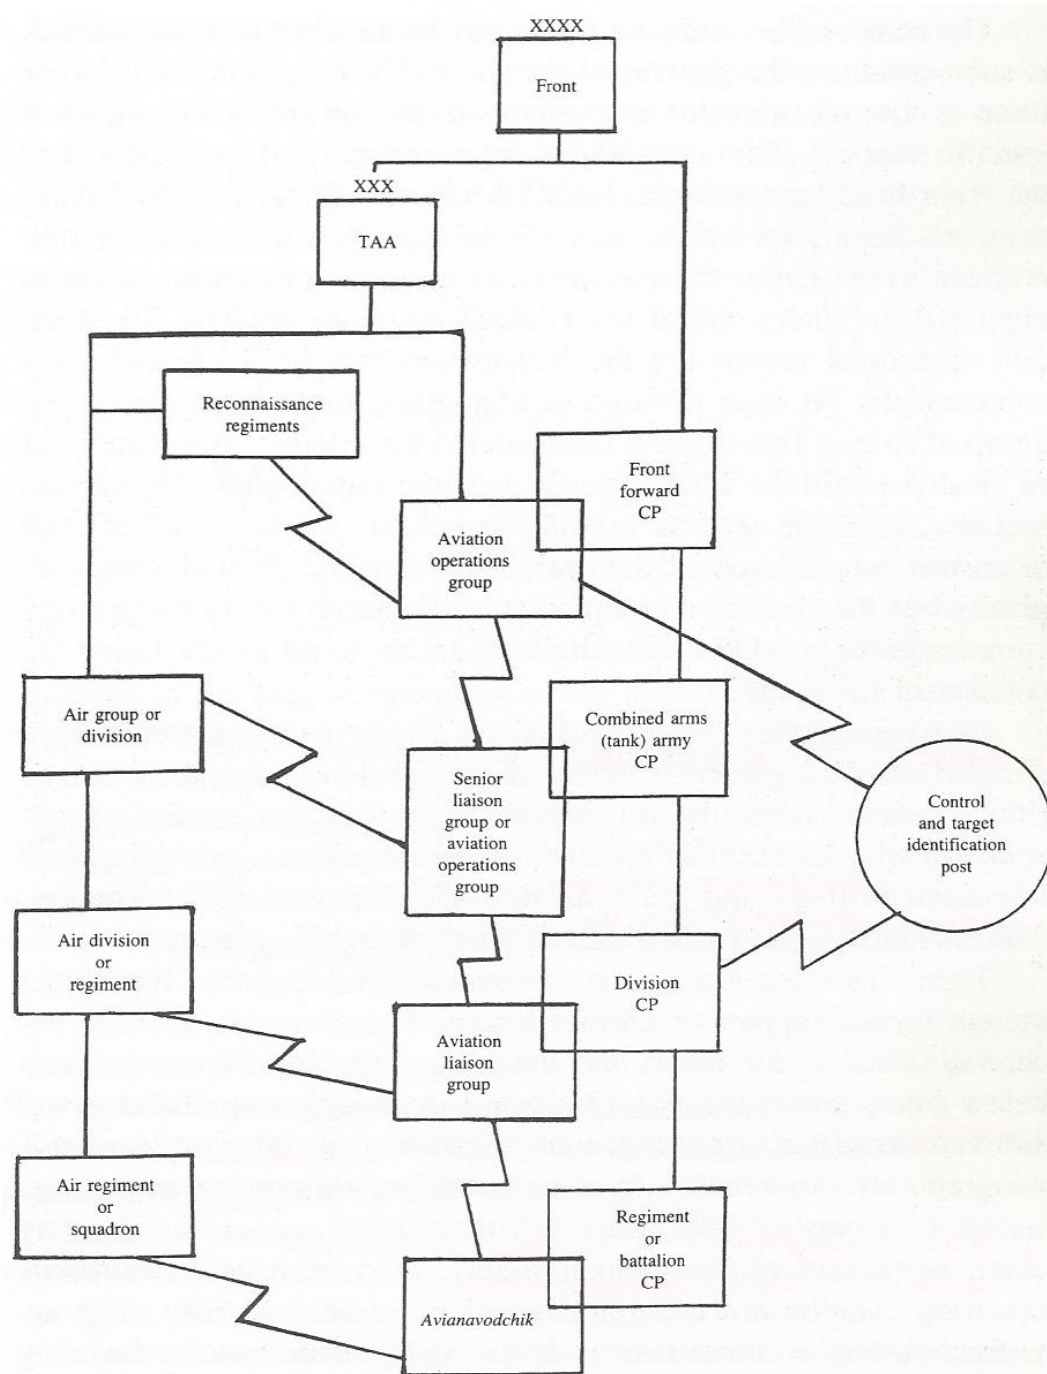 XXXX
Front
XXX
TAA
Reconnaissance
regiments
Front
forward
CP
Aviation
operations
group
Air group or
division
Combined arms
(tank) army
CP
Senior
liaison
group or
aviation
operations
group
Control
and target
identification
post
Air division
or
regiment
Division
CP
Aviation
liaison
group
Air regiment
or
squadron
Regiment
or
battalion
CP
Avianavodchik